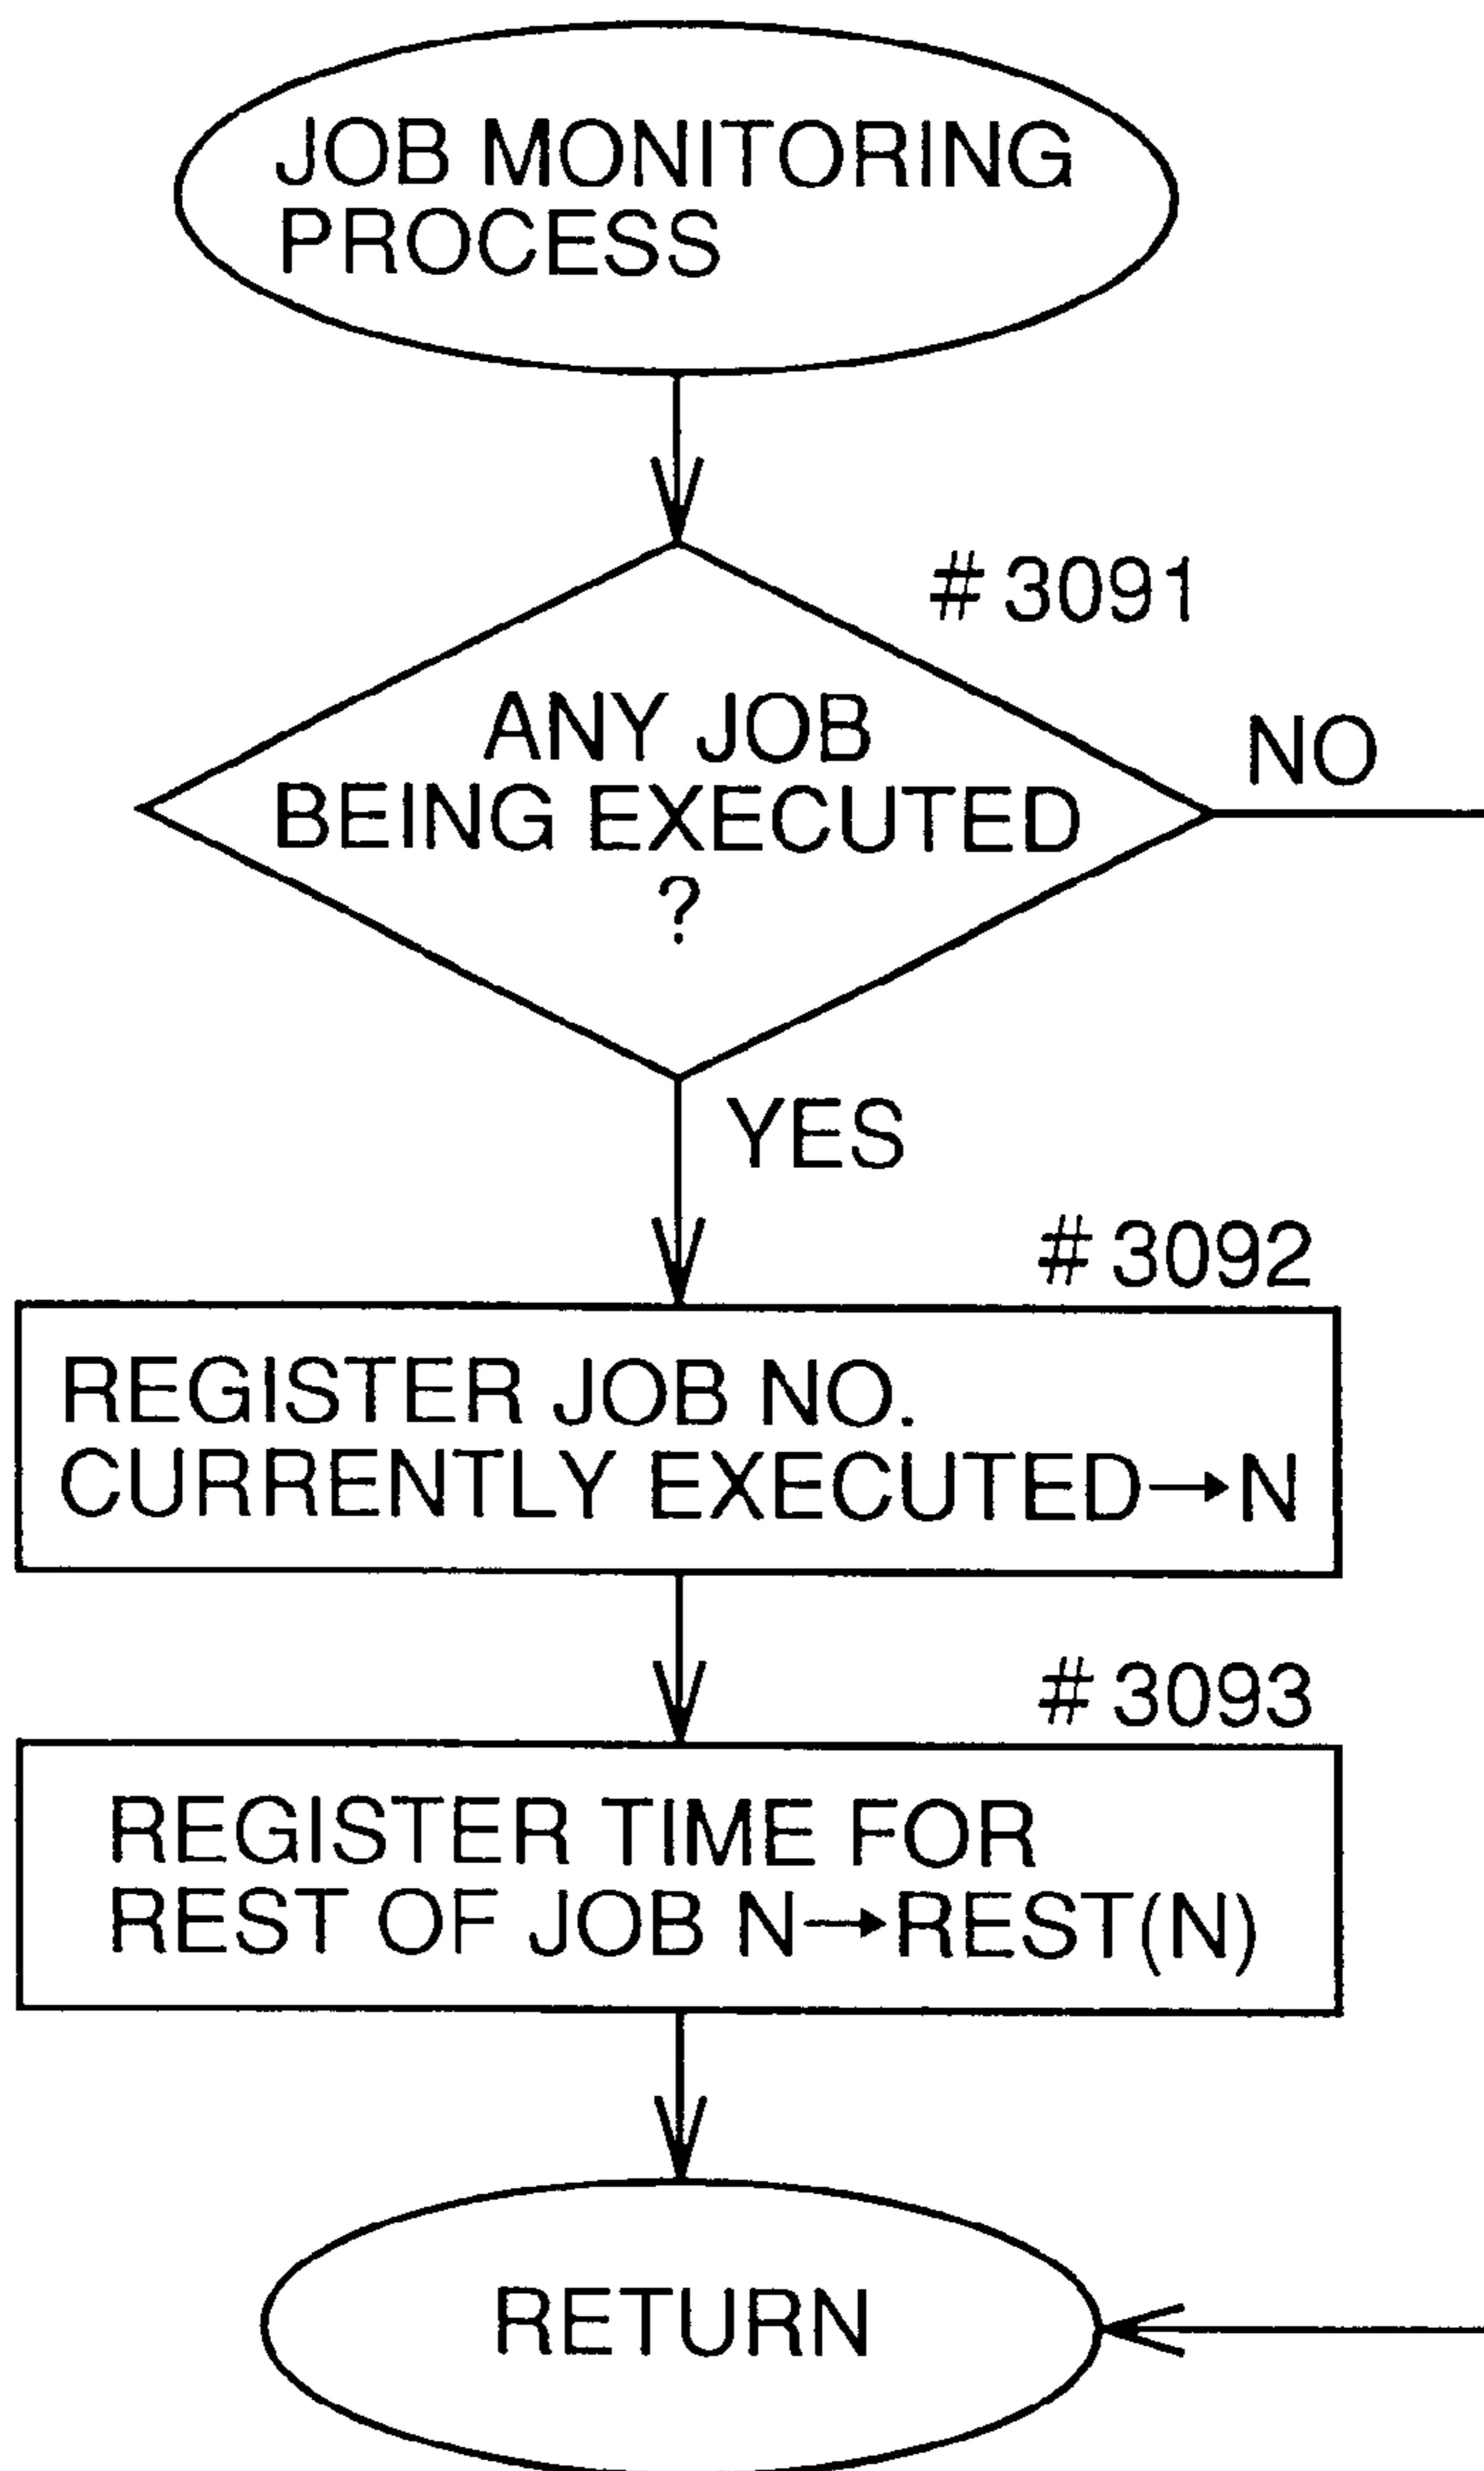 JOB MONITORING
PROCESS
#3091
ANY JOB
BEING EXECUTED
?
NO
YES
#3092
REGISTER JOB NO.
CURRENTLY EXECUTED→N
#3093
REGISTER TIME FOR
REST OF JOB N→REST(N)
RETURN